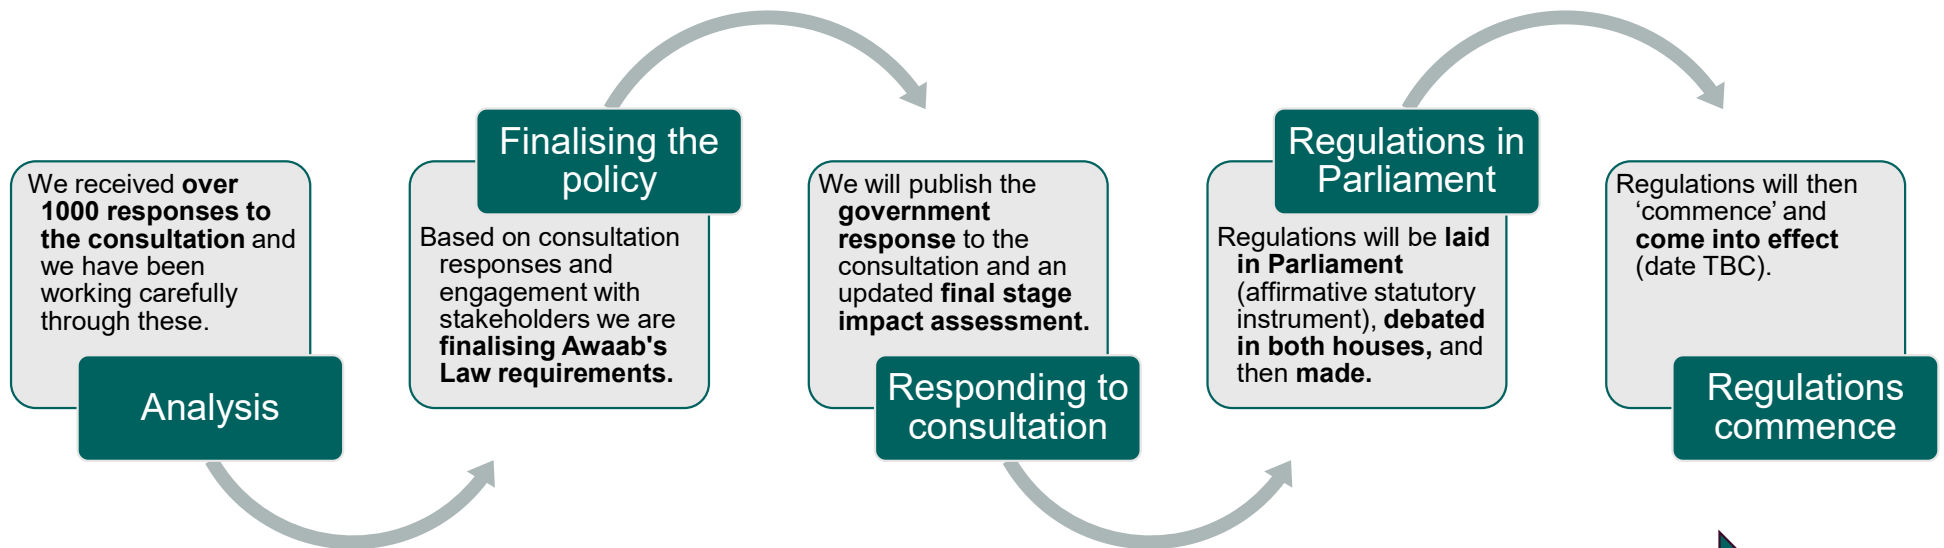 We received over
1000 responses to
the consultation and
we have been
working carefully
through these.
Analysis
Finalising the
policy
Based on consultation
responses and
engagement with
stakeholders we are
finalising Awaab's
Law requirements.
We will publish the
government
response to the
consultation and an
updated final stage
impact assessment.
Responding to
consultation
Regulations in
Parliament
Regulations will be laid
in Parliament
(affirmative statutory
instrument), debated
in both houses, and
then made.
Regulations will then
‘commence’ and
come into effect
(date TBC).
Regulations
commence